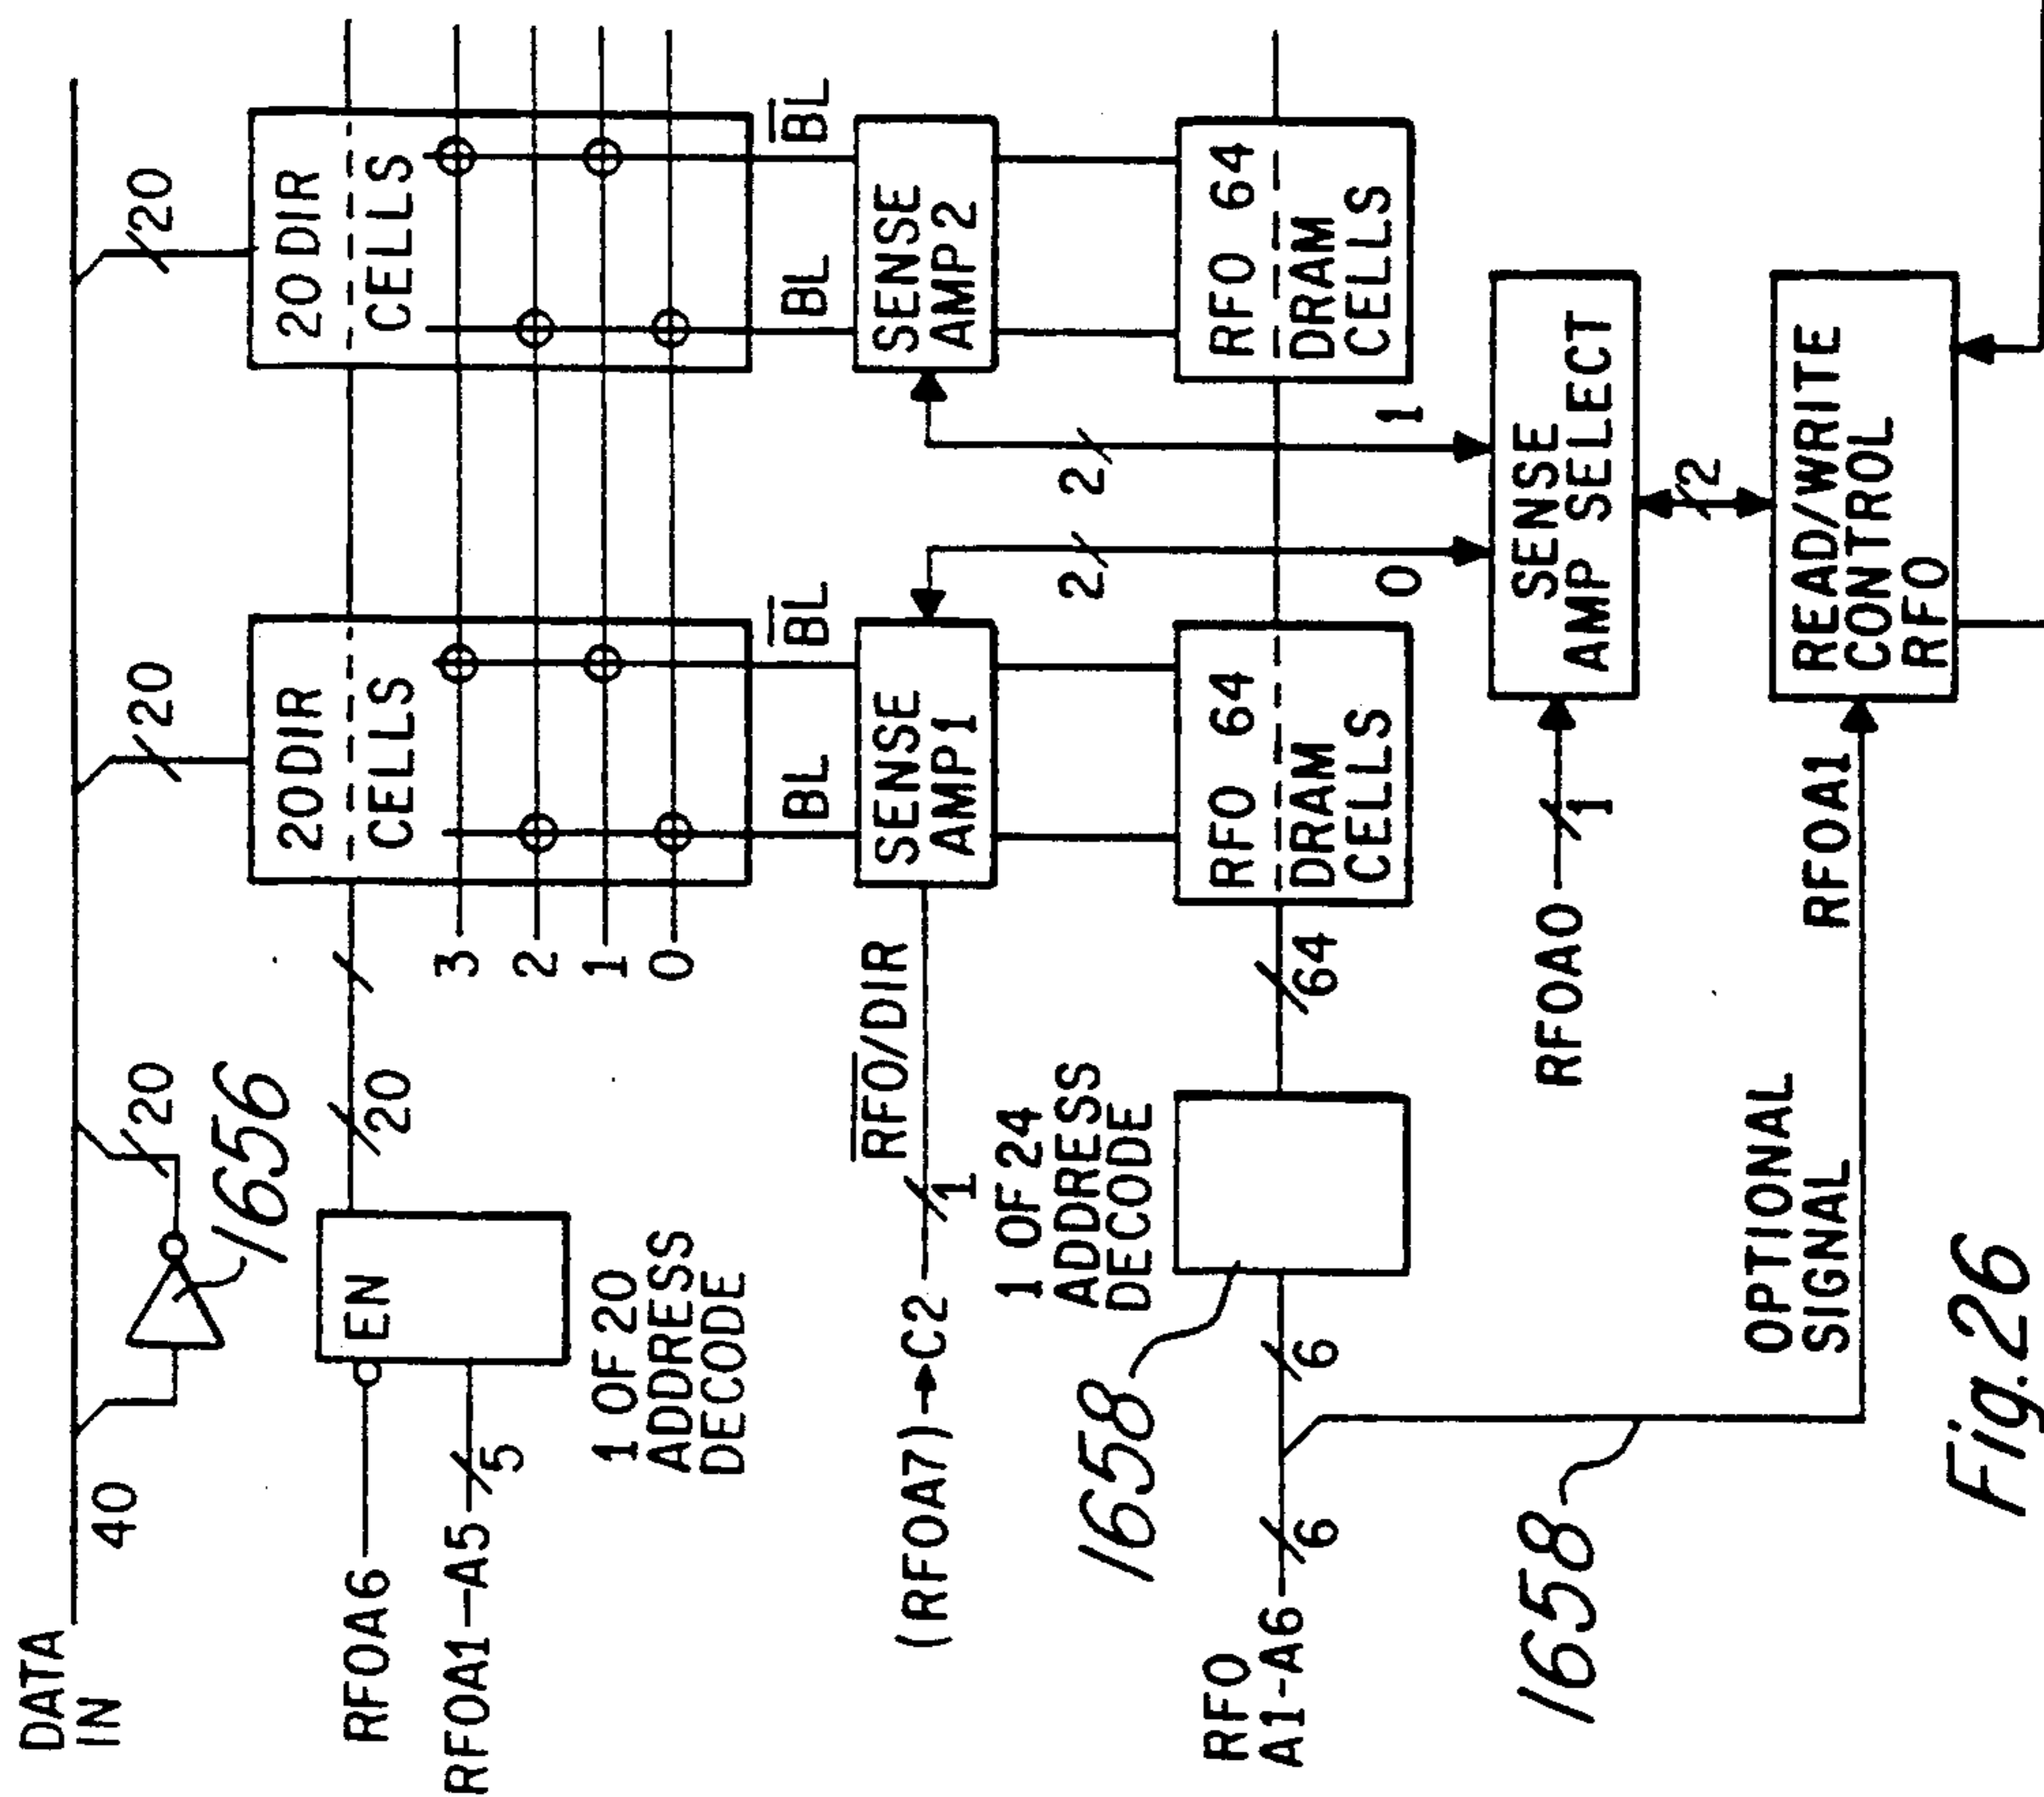 DATA
IN
40
20
1656
20
20
RFOA6
EN
20
20 DIR
CELLS
20 DIR
CELLS
RFOA1-A5
5
1 OF 20
ADDRESS
DECODE
3
2
1
0
BL
BL
BL
BL
(RFOA7)
C2
1
RFO/DIR
SENSE
AMP1
SENSE
AMP2
1 OF 24
ADDRESS
DECODE
1658
RFO
A1-A6
6
6
64
RFO 64
DRAM
CELLS
RFO 64
DRAM
CELLS
2
2
0
1
RFOA0
1
SENSE
AMP SELECT
2
1658
OPTIONAL
SIGNAL
RFOA1
READ/WRITE
CONTROL
RFO
Fig.26